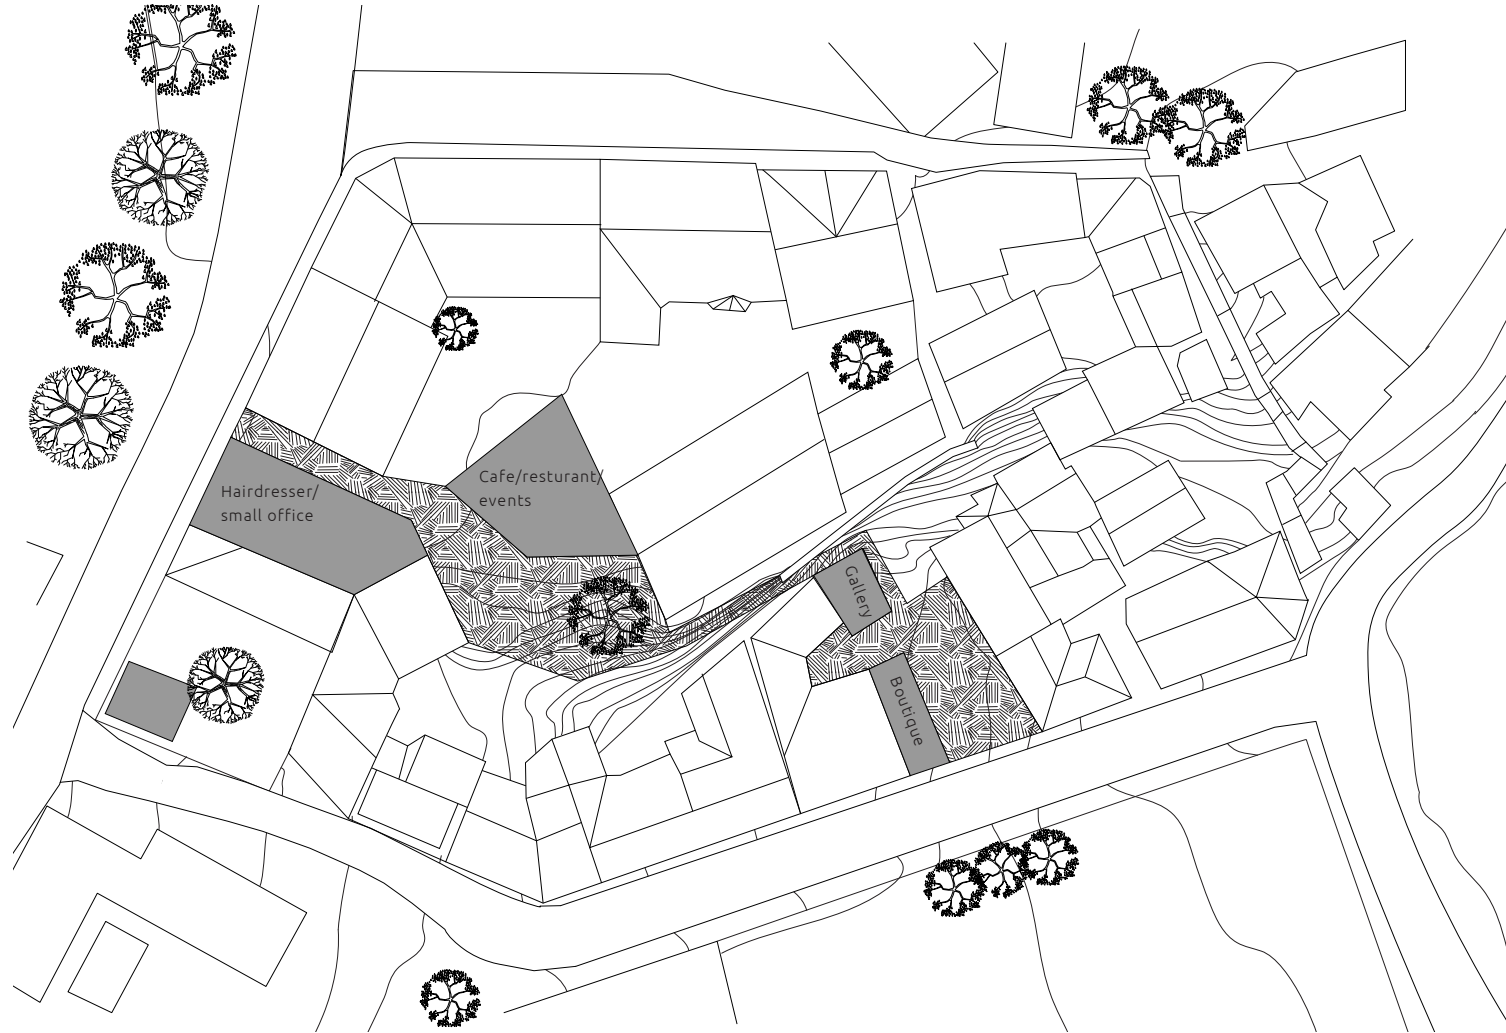 Hairdresser/
small office
Cafe/resturant/
events
Gallery
Boutique